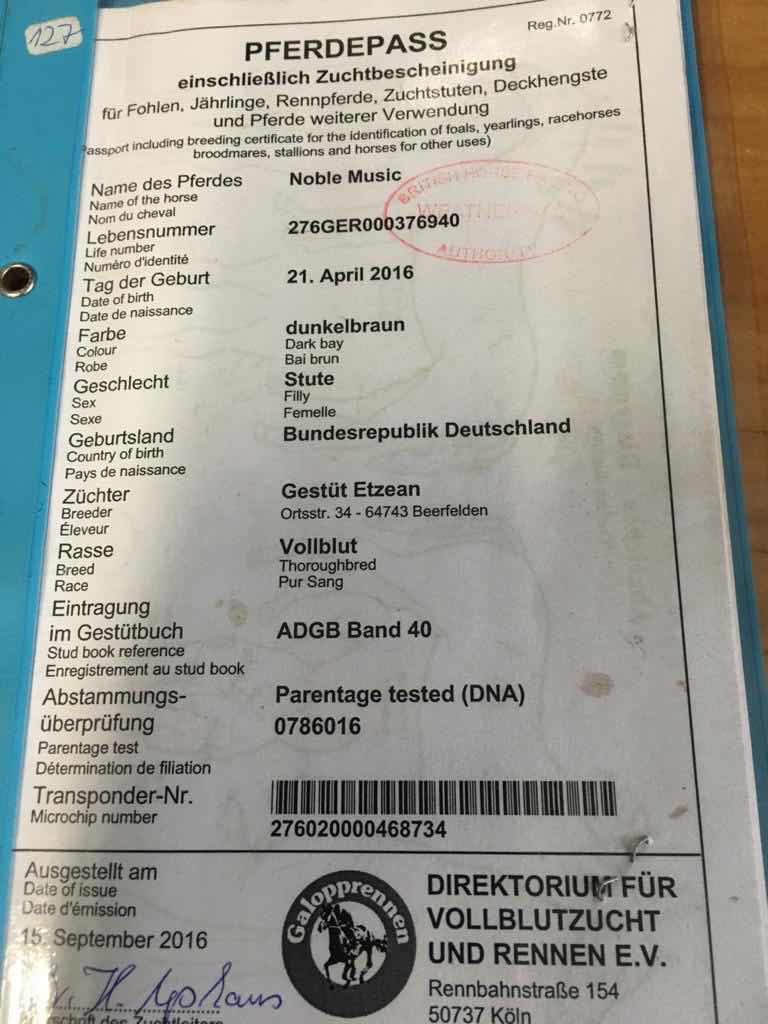 127
Reg.Nr. 0772
PFERDEPASS
einschließlich Zuchtbescheinigung
für Fohlen, Jährlinge, Rennpferde, Zuchtstuten, Deckhengste
und Pferde weiterer Verwendung
Passport including breeding certificate for the identification of foals, yearlings, racehorses
broodmares, stallions and horses for other uses)
Name des Pferdes
Name of the horse
Nom du cheval
Noble Music
BRITISH HORSE
WEATHERBYS
AUTHORITY
Lebensnummer
Life number
Numéro d'identité
276GER000376940
Tag der Geburt
Date of birth
Date de naissance
21. April 2016
Farbe
Colour
Robe
dunkelbraun
Dark bay
Bai brun
Geschlecht
Sex
Sexe
Stute
Filly
Femelle
Geburtsland
Country of birth
Pays de naissance
Bundesrepublik Deutschland
Züchter
Breeder
Éleveur
Gestüt Etzean
Ortsstr. 34 - 64743 Beerfelden
Rasse
Breed
Race
Vollblut
Thoroughbred
Pur Sang
Eintragung
im Gestütbuch
Stud book reference
Enregistrement au stud book
ADGB Band 40
Abstammungs-
überprüfung
Parentage test
Détermination de filiation
Parentage tested (DNA)
0786016
Transponder-Nr.
Microchip number
276020000468734
Ausgestellt am
Date of issue
Date d'émission
15. September 2016
Galopprennen
DIREKTORIUM FÜR
VOLLBLUTZUCHT
UND RENNEN E.V.
Rennbahnstraße 154
50737 Köln